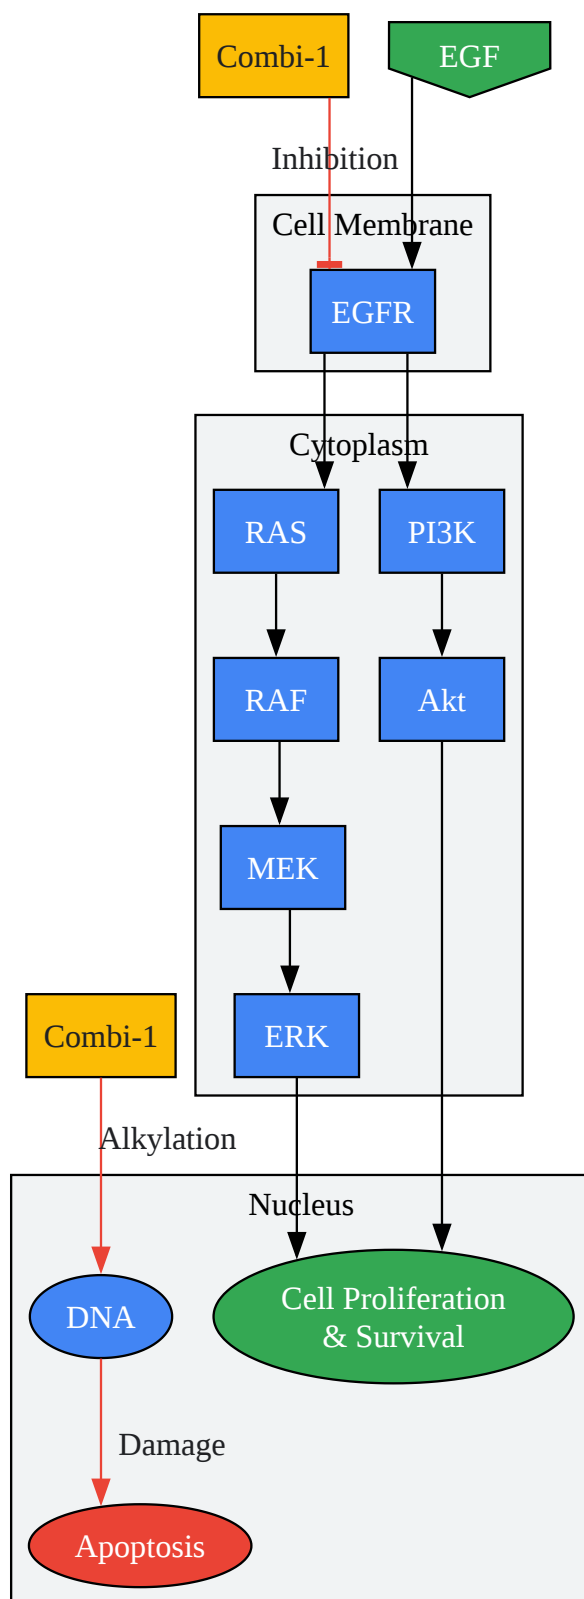 Combi-1
EGF
Inhibition
Cell Membrane
EGFR
Cytoplasm
RAS
PI3K
RAF
Akt
MEK
Combi-1
ERK
Alkylation
Nucleus
DNA
Cell Proliferation
& Survival
Damage
Apoptosis